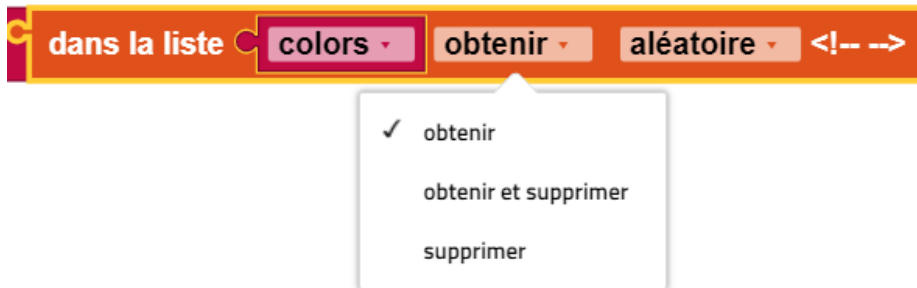 dans la liste colors obtenir aléatoire <!-- -->
✓ obtenir
obtenir et supprimer
supprimer